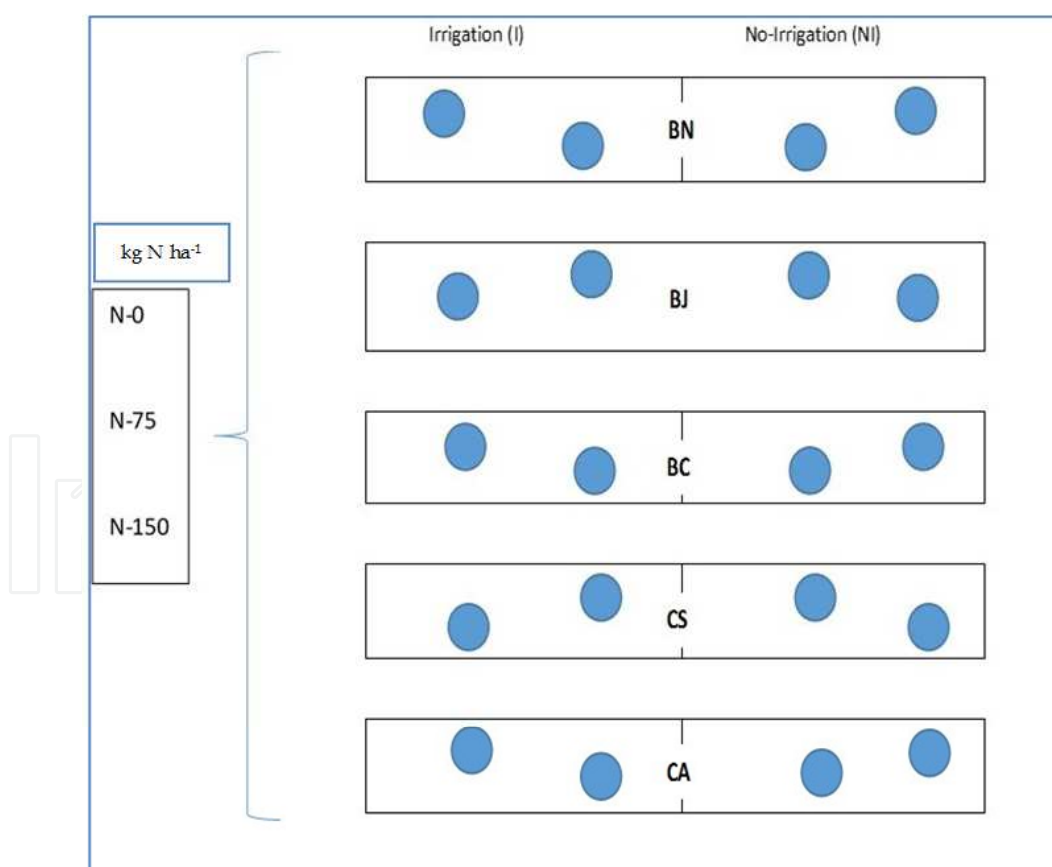 Irrigation (I)
No-Irrigation (NI)
BN
kg N ha-1
BJ
N-0
N-75
BC
N-150
CS
CA